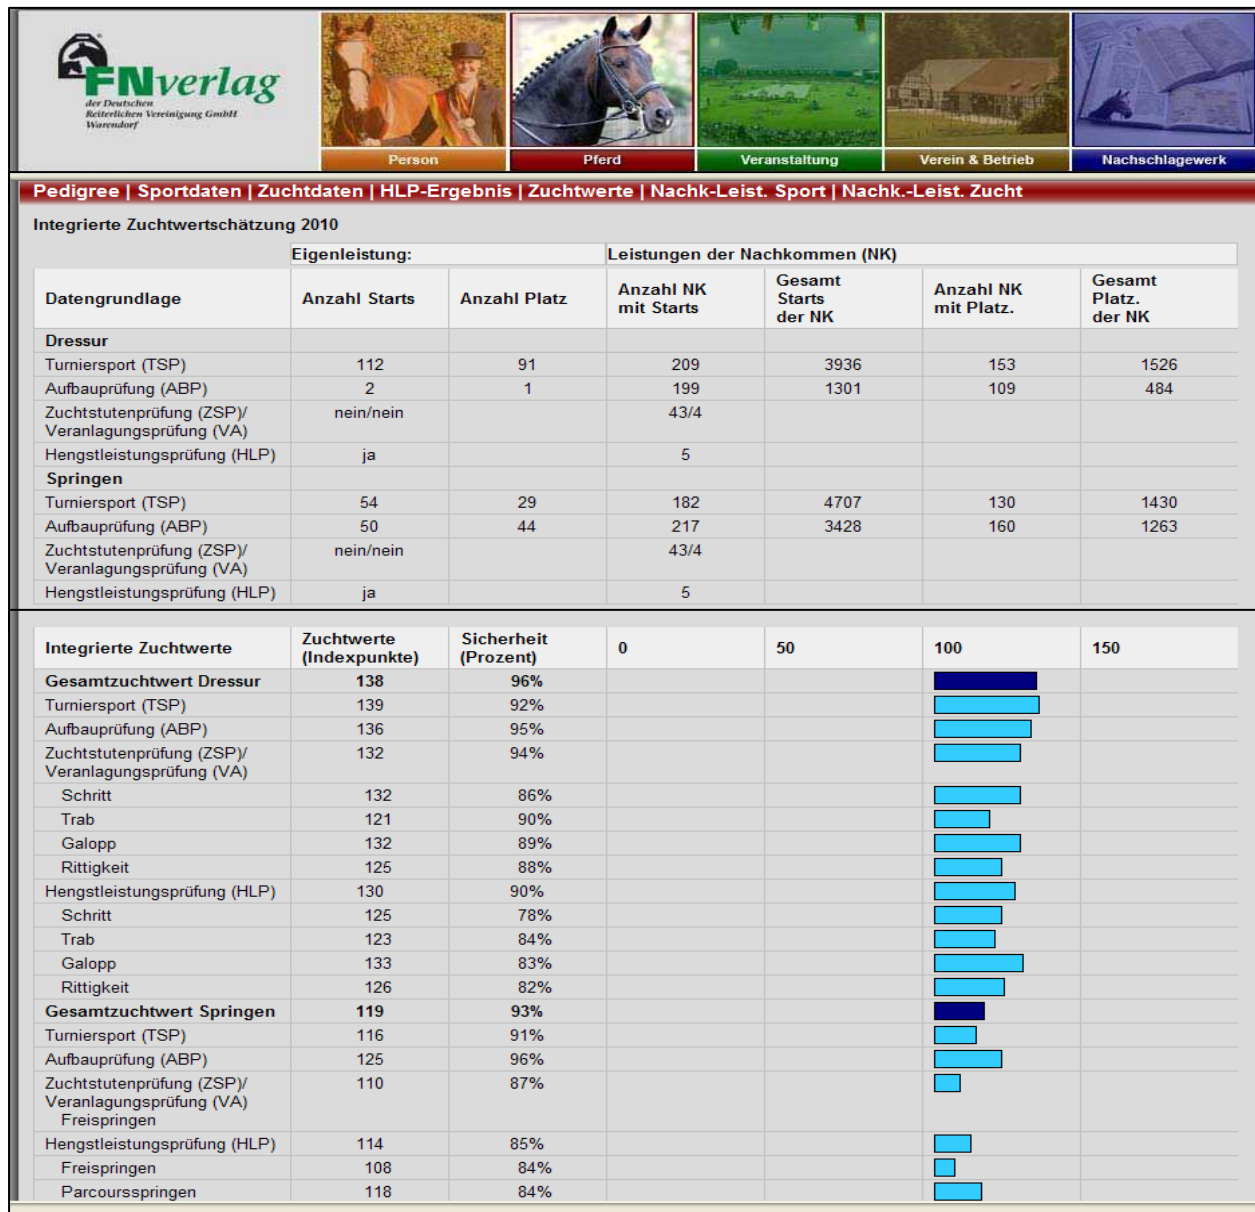 FNverlag
der Deutschen
Reiterlichen Vereinigung GmbH
Warendorf
Person Pferd Veranstaltung Verein & Betrieb Nachschlagewerk
Pedigree | Sportdaten | Zuchtdaten | HLP-Ergebnis | Zuchtwerte | Nachk-Leist. Sport | Nachk.-Leist. Zucht
Integrierte Zuchtwertschätzung 2010
Eigenleistung: Leistungen der Nachkommen (NK)
Datengrundlage Anzahl Starts Anzahl Platz Anzahl NK mit Starts Gesamt Starts der NK Anzahl NK mit Platz. Gesamt Platz. der NK
Dressur
Turniersport (TSP) 112 91 209 3936 153 1526
Aufbauprüfung (ABP) 2 1 199 1301 109 484
Zuchtstutenprüfung (ZSP)/ nein/nein 43/4
Veranlagungsprüfung (VA)
Hengstleistungsprüfung (HLP) ja 5
Springen
Turniersport (TSP) 54 29 182 4707 130 1430
Aufbauprüfung (ABP) 50 44 217 3428 160 1263
Zuchtstutenprüfung (ZSP)/ nein/nein 43/4
Veranlagungsprüfung (VA)
Hengstleistungsprüfung (HLP) ja 5
Integrierte Zuchtwerte Zuchtwerte (Indexpunkte) Sicherheit (Prozent) 0 50 100 150
Gesamtzuchtwert Dressur 138 96%
Turniersport (TSP) 139 92%
Aufbauprüfung (ABP) 136 95%
Zuchtstutenprüfung (ZSP)/ 132 94%
Veranlagungsprüfung (VA)
Schritt 132 86%
Trab 121 90%
Galopp 132 89%
Rittigkeit 125 88%
Hengstleistungsprüfung (HLP) 130 90%
Schritt 125 78%
Trab 123 84%
Galopp 133 83%
Rittigkeit 126 82%
Gesamtzuchtwert Springen 119 93%
Turniersport (TSP) 116 91%
Aufbauprüfung (ABP) 125 96%
Zuchtstutenprüfung (ZSP)/ 110 87%
Veranlagungsprüfung (VA)
Freispringen
Hengstleistungsprüfung (HLP) 114 85%
Freispringen 108 84%
Parcoursspringen 118 84%